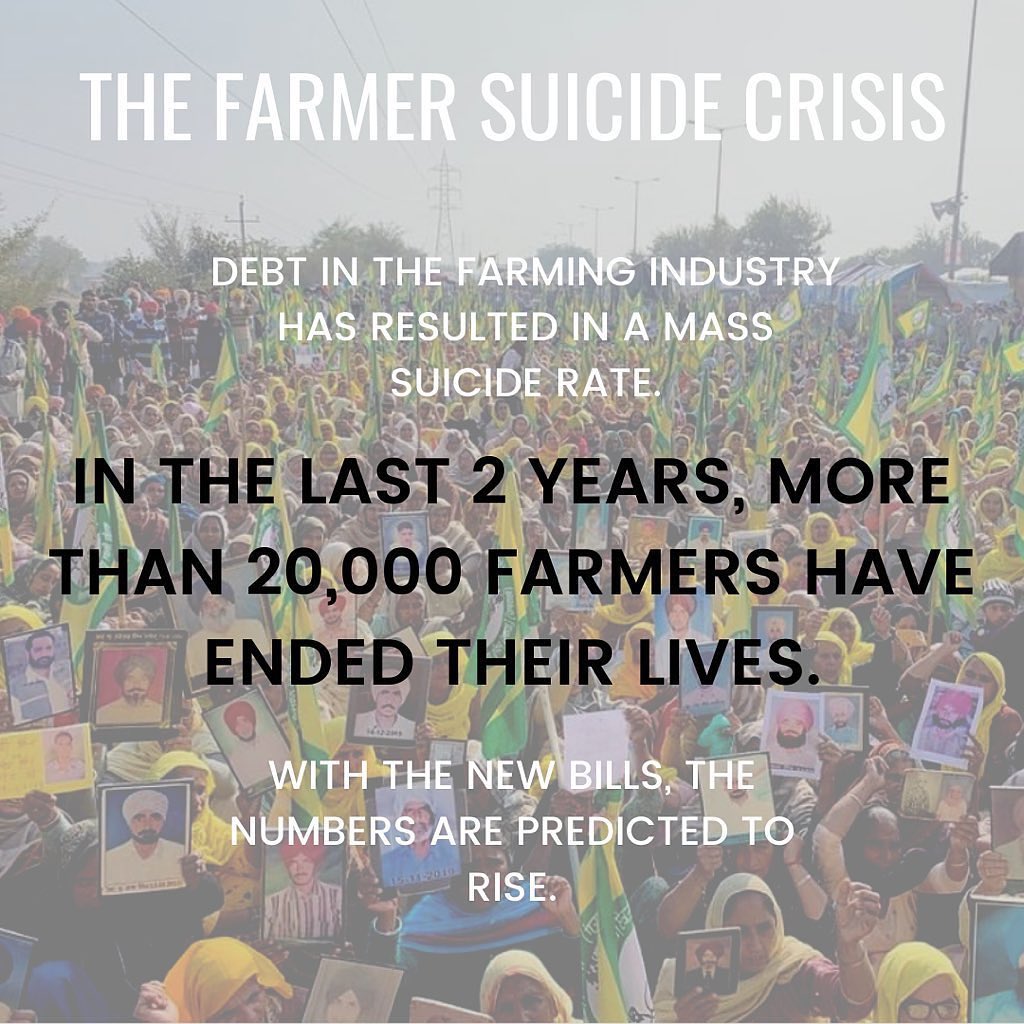 THE FARMER SUICIDE CRISIS
DEBT IN THE FARMING INDUSTRY
HAS RESULTED IN A MASS
SUICIDE RATE.
IN THE LAST 2 YEARS, MORE
THAN 20,000 FARMERS HAVE
ENDED THEIR LIVES.
WITH THE NEW BILLS, THE
NUMBERS ARE PREDICTED TO
RISE.